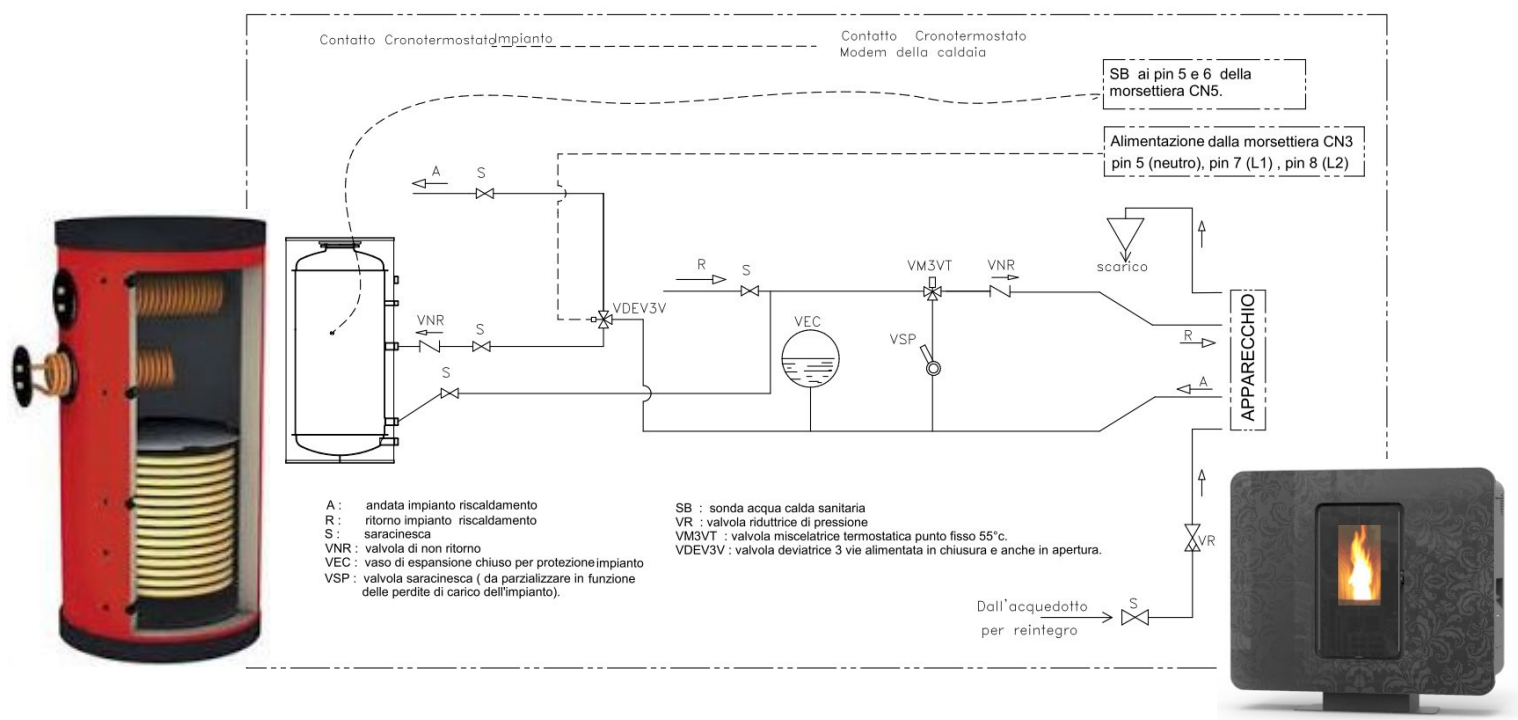 Contatto Cronotermostato Impianto
Contatto Cronotermostato
Modem della caldaia
SB ai pin 5 e 6 della
morsettiera CN5.
Alimentazione dalla morsettiera CN3
pin 5 (neutro), pin 7 (L1) , pin 8 (L2)
A
S
R
S
VM3VT
VNR
scarico
VDEV3V
VNR
S
VEC
VSP
S
R
A
APPARECCHIO
A : andata impianto riscaldamento
R : ritorno impianto riscaldamento
S : saracinesca
VNR : valvola di non ritorno
VEC : vaso di espansione chiuso per protezione impianto
VSP : valvola saracinesca ( da parzializzare in funzione
delle perdite di carico dell'impianto).
SB : sonda acqua calda sanitaria
VR : valvola riduttrice di pressione
VM3VT : valvola miscelatrice termostatica punto fisso 55°c.
VDEV3V : valvola deviatrice 3 vie alimentata in chiusura e anche in apertura.
VR
Dall'acquedotto
per reintegro
S